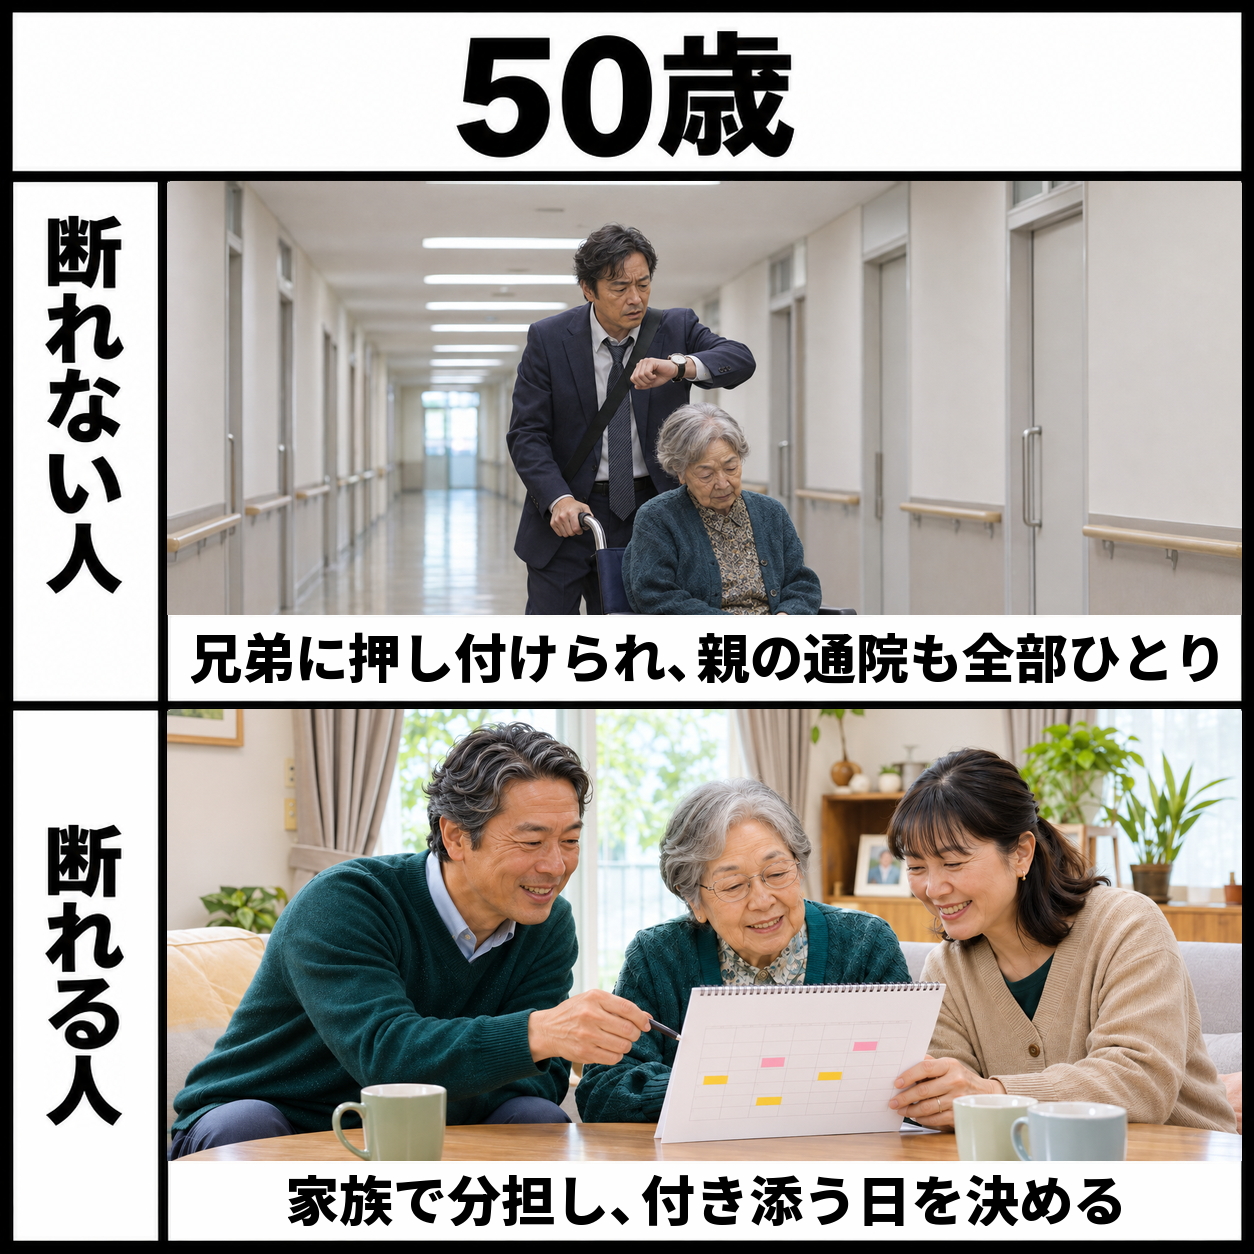 50歳
断れない人
兄弟に押し付けられ、親の通院も全部ひとり
断れる人
家族で分担し、付き添う日を決める